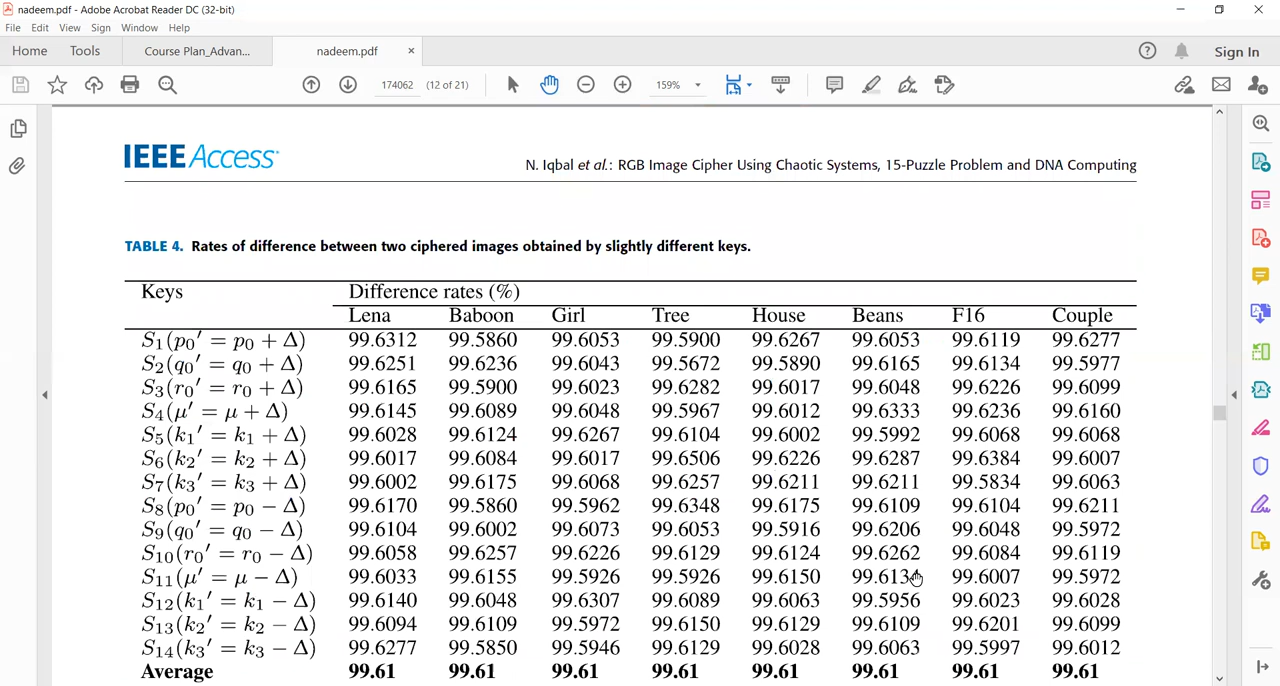 nadeem.pdf - Adobe Acrobat Reader DC (32-bit)
File Edit View Sign Window Help
Home Tools Course Plan_Advan... nadeem.pdf × Sign In
174062 (12 of 21) 159%
IEEE Access
N. Iqbal et al.: RGB Image Cipher Using Chaotic Systems, 15-Puzzle Problem and DNA Computing
TABLE 4. Rates of difference between two ciphered images obtained by slightly different keys.
Keys Difference rates (%)
Lena Baboon Girl Tree House Beans F16 Couple
S₁(p₀′ = p₀ + Δ) 99.6312 99.5860 99.6053 99.5900 99.6267 99.6053 99.6119 99.6277
S₂(q₀′ = q₀ + Δ) 99.6251 99.6236 99.6043 99.5672 99.5890 99.6165 99.6134 99.5977
S₃(r₀′ = r₀ + Δ) 99.6165 99.5900 99.6023 99.6282 99.6017 99.6048 99.6226 99.6099
S₄(μ′ = μ + Δ) 99.6145 99.6089 99.6048 99.5967 99.6012 99.6333 99.6236 99.6160
S₅(k₁′ = k₁ + Δ) 99.6028 99.6124 99.6267 99.6104 99.6002 99.5992 99.6068 99.6068
S₆(k₂′ = k₂ + Δ) 99.6017 99.6084 99.6017 99.6506 99.6226 99.6287 99.6384 99.6007
S₇(k₃′ = k₃ + Δ) 99.6002 99.6175 99.6068 99.6257 99.6211 99.6211 99.5834 99.6063
S₈(p₀′ = p₀ − Δ) 99.6170 99.5860 99.5962 99.6348 99.6175 99.6109 99.6104 99.6211
S₉(q₀′ = q₀ − Δ) 99.6104 99.6002 99.6073 99.6053 99.5916 99.6206 99.6048 99.5972
S₁₀(r₀′ = r₀ − Δ) 99.6058 99.6257 99.6226 99.6129 99.6124 99.6262 99.6084 99.6119
S₁₁(μ′ = μ − Δ) 99.6033 99.6155 99.5926 99.5926 99.6150 99.6134 99.6007 99.5972
S₁₂(k₁′ = k₁ − Δ) 99.6140 99.6048 99.6307 99.6089 99.6063 99.5956 99.6023 99.6028
S₁₃(k₂′ = k₂ − Δ) 99.6094 99.6109 99.5972 99.6150 99.6129 99.6109 99.6201 99.6099
S₁₄(k₃′ = k₃ − Δ) 99.6277 99.5850 99.5946 99.6129 99.6028 99.6063 99.5997 99.6012
Average 99.61 99.61 99.61 99.61 99.61 99.61 99.61 99.61